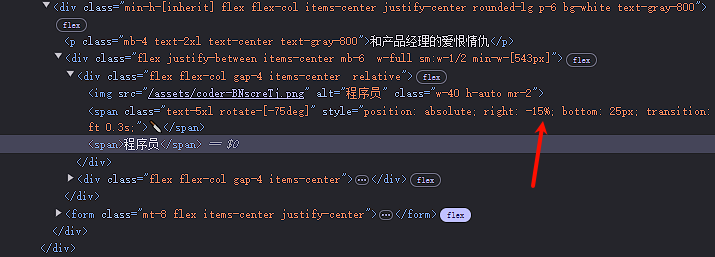 ▼<div class="min-h-[inherit] flex flex-col items-center justify-center rounded-lg p-6 bg-white text-gray-800">
flex
<p class="mb-4 text-2xl text-center text-gray-800">和产品经理的爱恨情仇</p>
▼<div class="flex justify-between items-center mb-6  w-full sm:w-1/2 min-w-[543px]"> flex
▼<div class="flex flex-col gap-4 items-center  relative"> flex
<img src="/assets/coder-BNscreTj.png" alt="程序员" class="w-40 h-auto mr-2">
<span class="text-5xl rotate-[-75deg]" style="position: absolute; right: -15%; bottom: 25px; transition:
ft 0.3s;">🔪</span>
<span>程序员</span> == $0
</div>
▶<div class="flex flex-col gap-4 items-center">…</div> flex
</div>
▶<form class="mt-8 flex items-center justify-center">…</form> flex
</div>
</div>